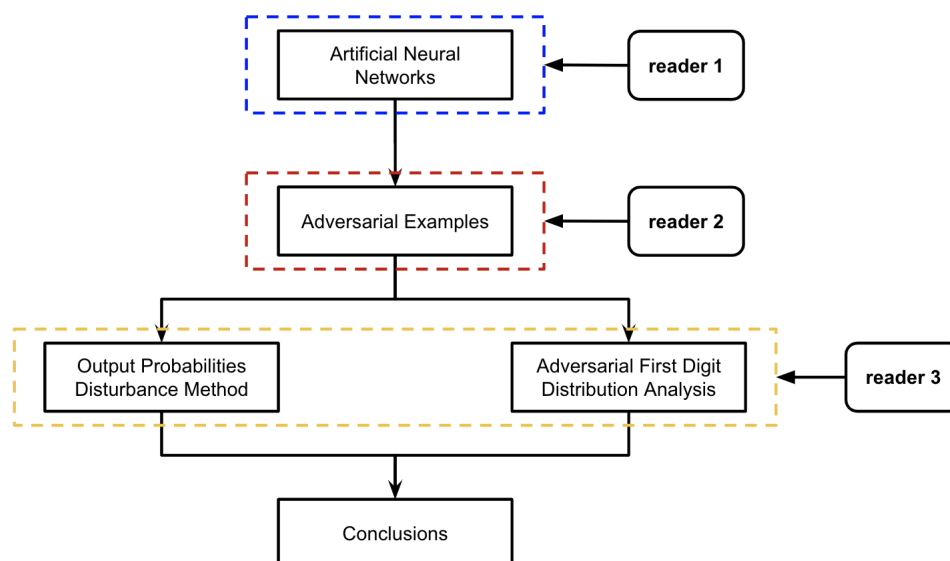 Artificial Neural
Networks
reader 1
Adversarial Examples
reader 2
Output Probabilities
Disturbance Method
Adversarial First Digit
Distribution Analysis
reader 3
Conclusions